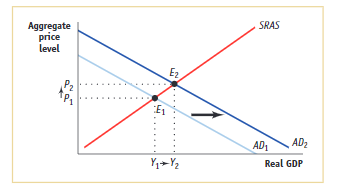 Aggregate
price
level
SRAS
E2
P2
P1
E1
AD1
AD2
Y1 → Y2
Real GDP